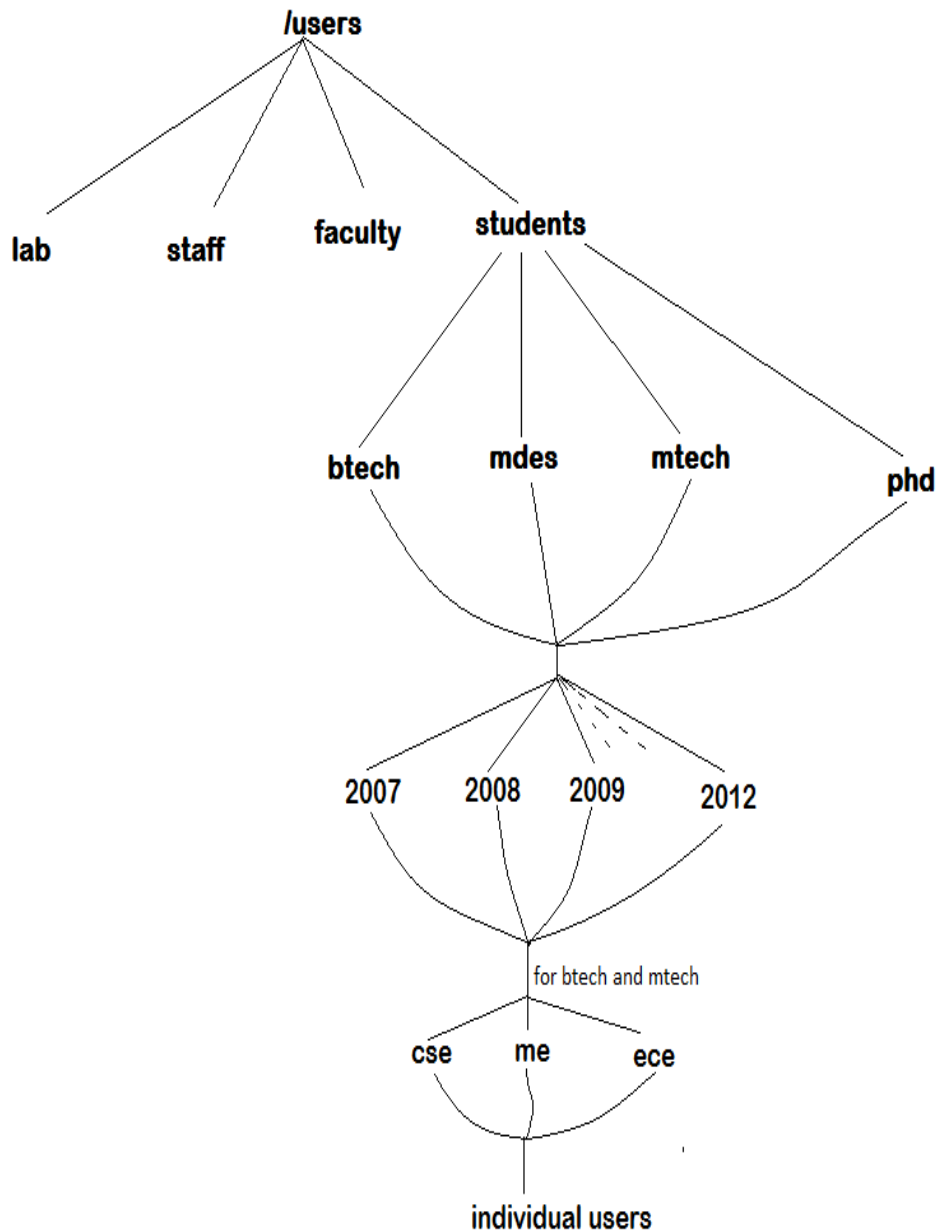 /users
lab
staff
faculty
students
btech
mdes
mtech
phd
2007
2008
2009
2012
for btech and mtech
cse
me
ece
individual users